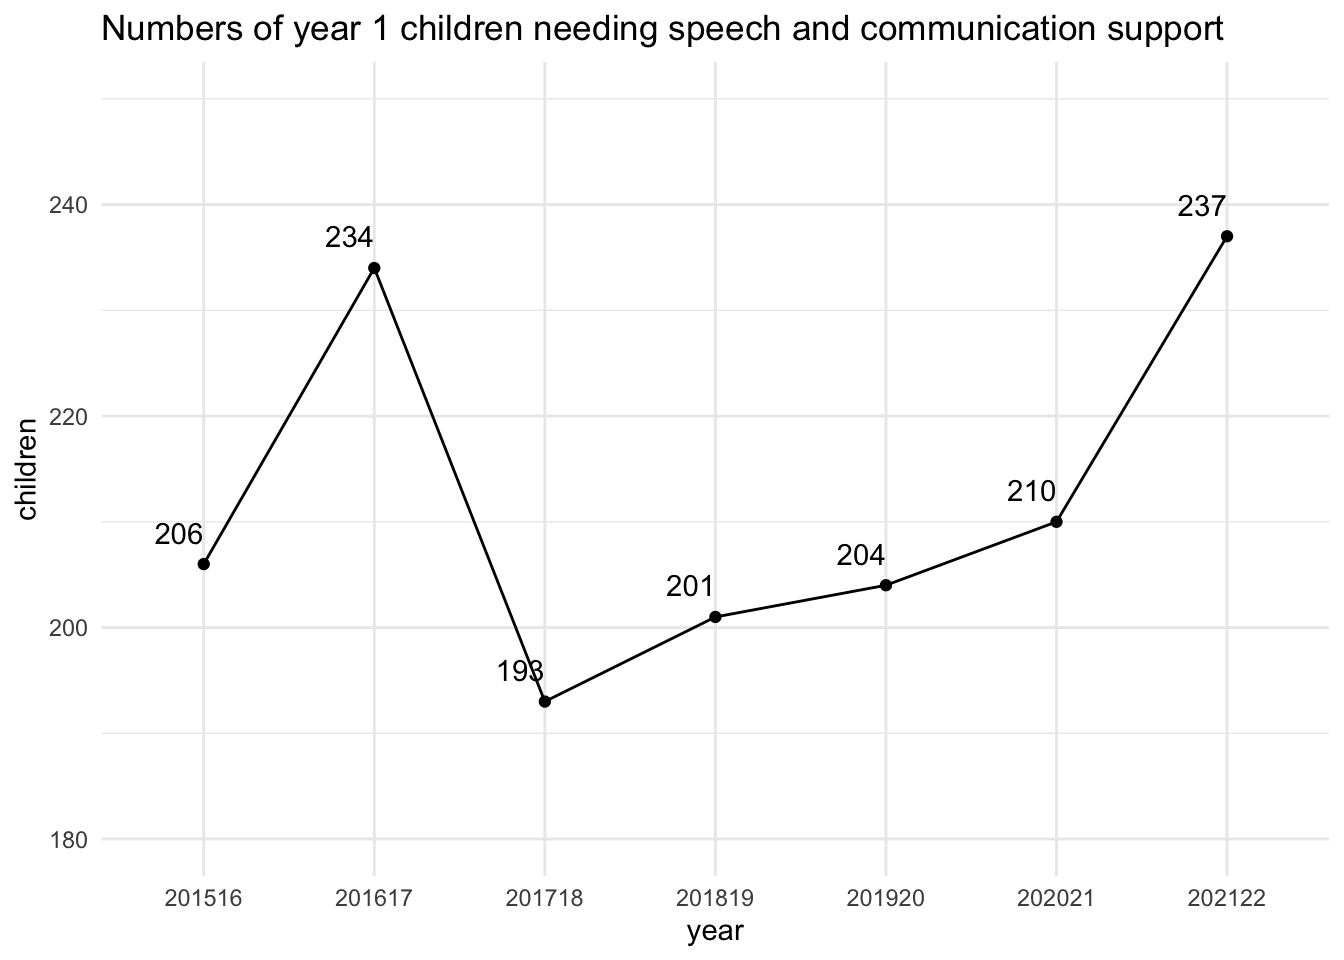 Numbers of year 1 children needing speech and communication support
240
220
200
180
children
206
234
193
201
204
210
237
201516 201617 201718 201819 201920 202021 202122
year